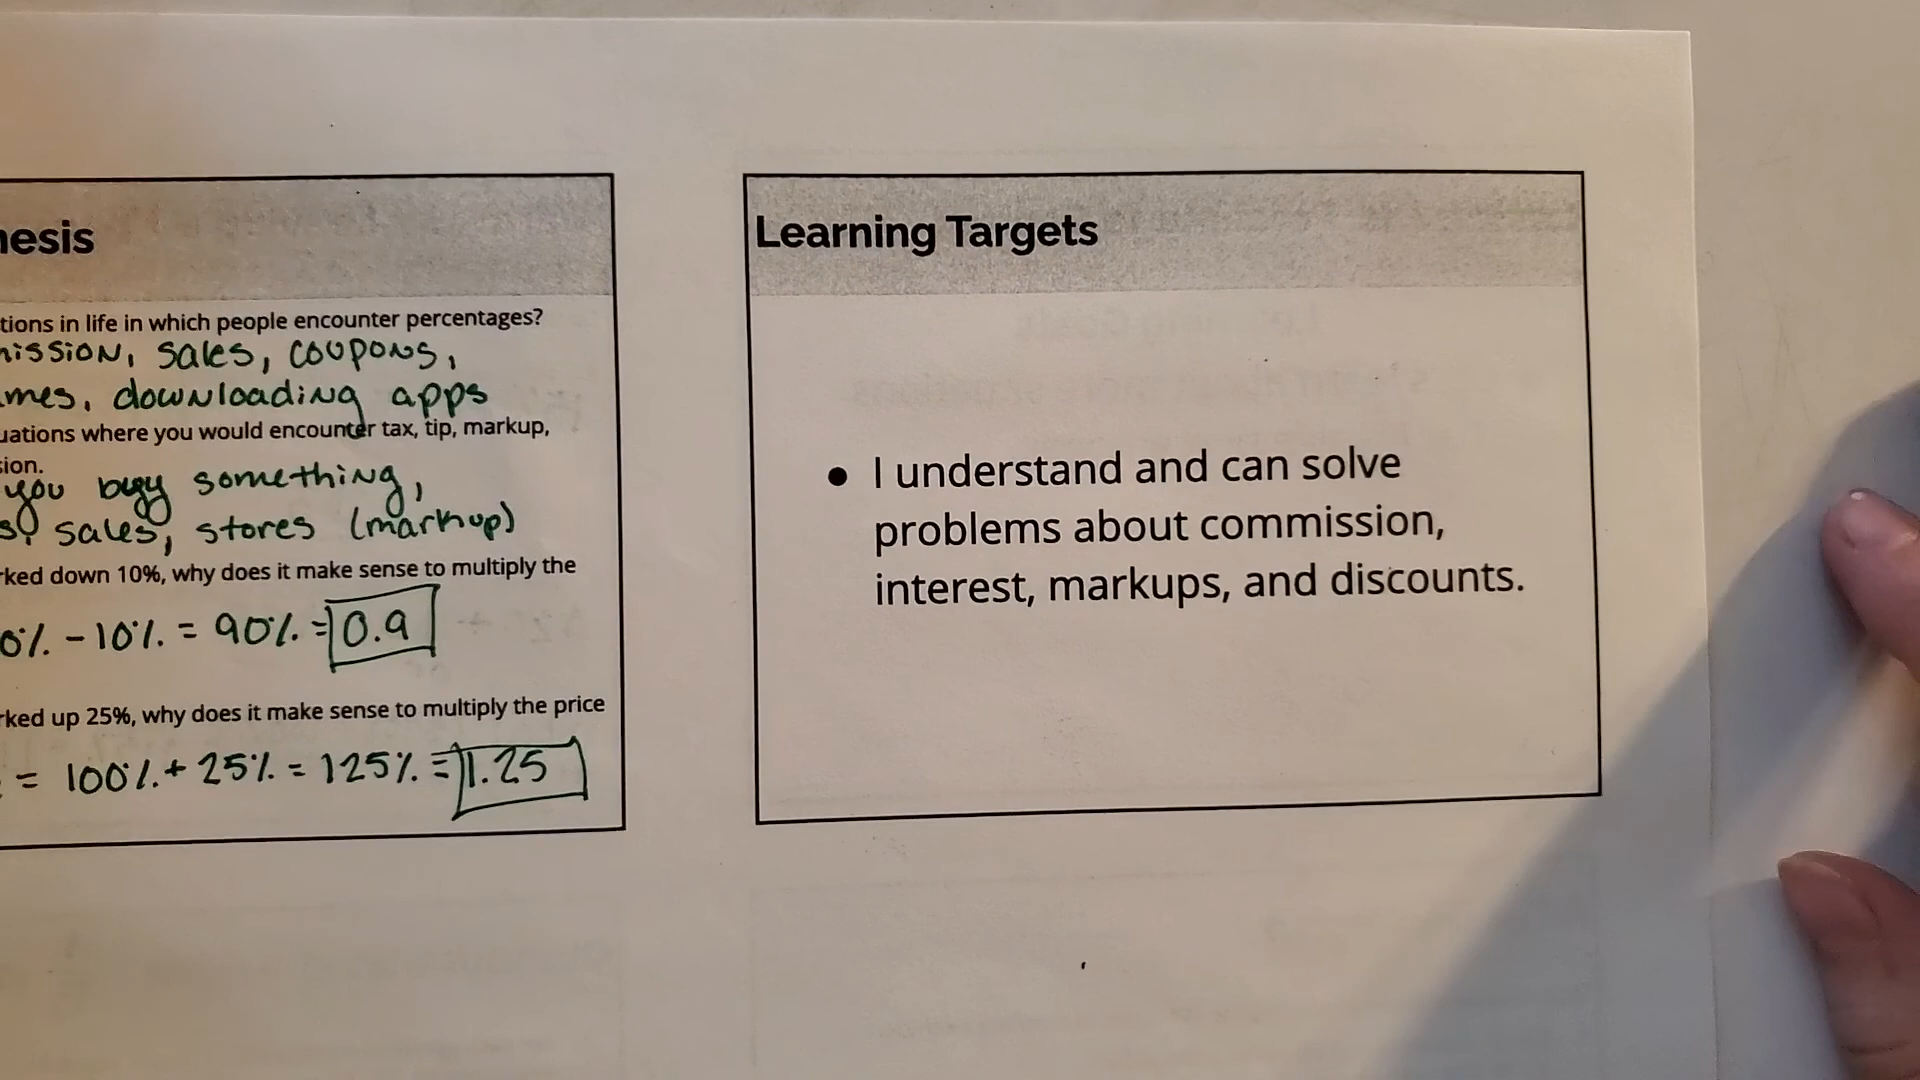 nesis
tions in life in which people encounter percentages?
mission, sales, coupons,
mes, downloading apps
uations where you would encounter tax, tip, markup,
sion.
you buy something,
sales, stores (markup)
rked down 10%, why does it make sense to multiply the
0% - 10% = 90% = 0.9
rked up 25%, why does it make sense to multiply the price
= 100% + 25% = 125% = 1.25
Learning Targets
• I understand and can solve
problems about commission,
interest, markups, and discounts.